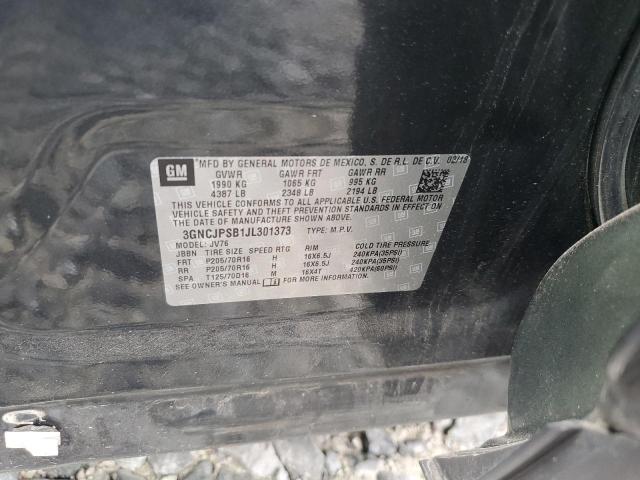 GM MFD BY GENERAL MOTORS DE MEXICO, S. DE R.L. DE C.V. 02/18
GVWR GAWR FRT GAWR RR
1990 KG 1065 KG 995 KG
4387 LB 2348 LB 2194 LB
THIS VEHICLE CONFORMS TO ALL APPLICABLE U.S. FEDERAL MOTOR
VEHICLE SAFETY AND THEFT PREVENTION STANDARDS IN EFFECT ON
THE DATE OF MANUFACTURE SHOWN ABOVE.
3GNCJPSB1JL301373 TYPE: M.P.V.
MODEL: JV76
JBBN TIRE SIZE SPEED RTG RIM COLD TIRE PRESSURE
FRT P205/70R16 H 16X6.5J 240KPA(35PSI)
RR P205/70R16 H 16X6.5J 240KPA(35PSI)
SPA T125/70D16 M 16X4T 420KPA(60PSI)
SEE OWNER'S MANUAL FOR MORE INFORMATION.